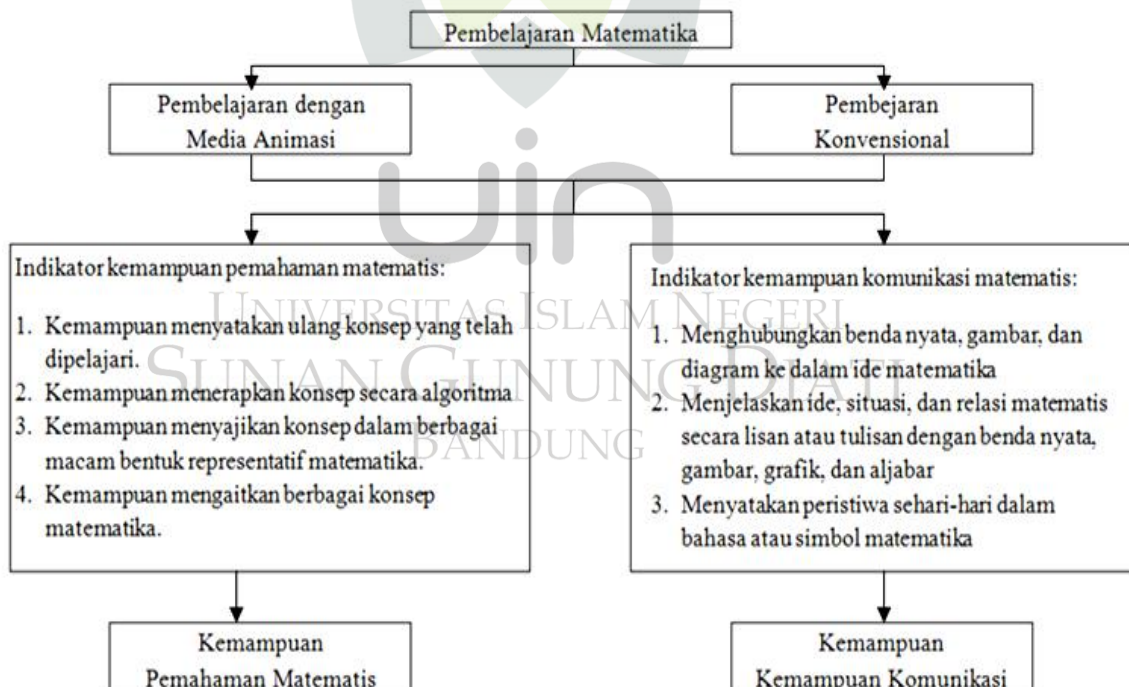 Pembelajaran Matematika
Pembelajaran dengan
Media Animasi
Pembejaran
Konvensional
uin
UNIVERSITAS ISLAM NEGERI
SUNAN GUNUNG DJATI
BANDUNG
Indikator kemampuan pemahaman matematis:
1. Kemampuan menyatakan ulang konsep yang telah
dipelajari.
2. Kemampuan menerapkan konsep secara algoritma
3. Kemampuan menyajikan konsep dalam berbagai
macam bentuk representatif matematika.
4. Kemampuan mengaitkan berbagai konsep
matematika.
Indikator kemampuan komunikasi matematis:
1. Menghubungkan benda nyata, gambar, dan
diagram ke dalam ide matematika
2. Menjelaskan ide, situasi, dan relasi matematis
secara lisan atau tulisan dengan benda nyata,
gambar, grafik, dan aljabar
3. Menyatakan peristiwa sehari-hari dalam
bahasa atau simbol matematika
Kemampuan
Pemahaman Matematis
Kemampuan
Kemampuan Komunikasi